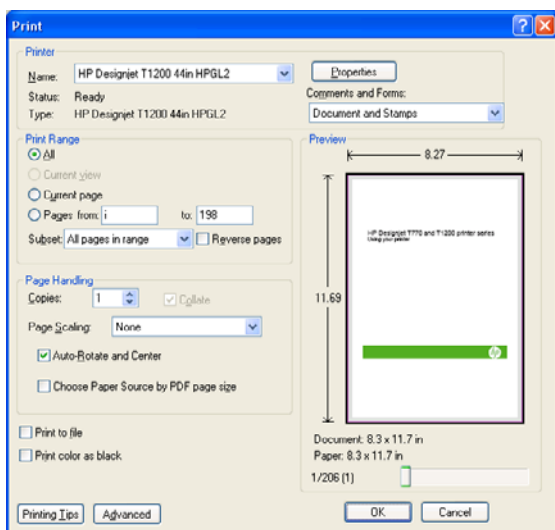 Print
Printer
Name: HP Designjet T1200 44in HPGL2
Properties
Status: Ready
Type: HP Designjet T1200 44in HPGL2
Comments and Forms:
Document and Stamps
Print Range
All
Current view
Current page
Pages from: i to: 198
Subset: All pages in range Reverse pages
Page Handling
Copies: 1 Collate
Page Scaling: None
Auto-Rotate and Center
Choose Paper Source by PDF page size
Print to file
Print color as black
Preview
8.27
11.69
HP Designjet T770 and T1200 printer series
Using your printer
hp
Document: 8.3 x 11.7 in
Paper: 8.3 x 11.7 in
1/206 (1)
Printing Tips Advanced OK Cancel